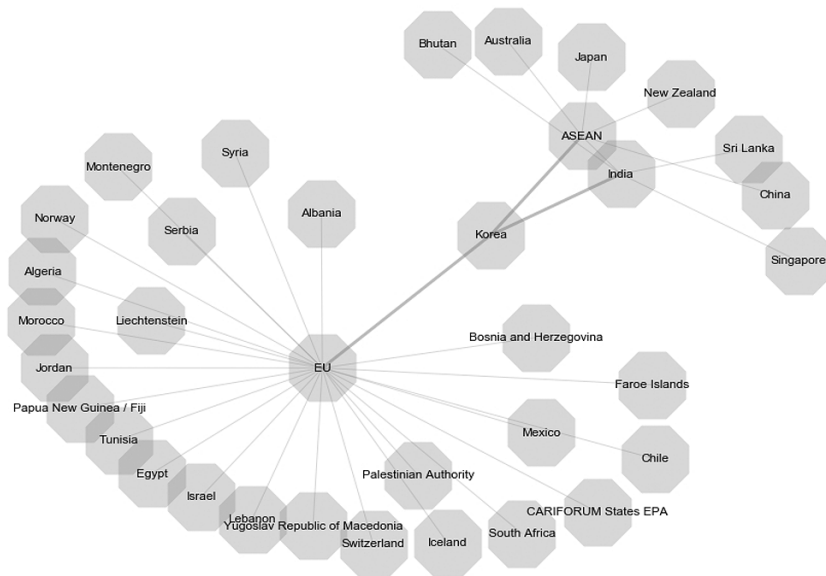 Bhutan
Australia
Japan
New Zealand
ASEAN
Sri Lanka
India
China
Singapore
Korea
Syria
Montenegro
Albania
Norway
Serbia
Algeria
Morocco
Liechtenstein
Bosnia and Herzegovina
Jordan
EU
Faroe Islands
Papua New Guinea / Fiji
Tunisia
Mexico
Chile
Egypt
Palestinian Authority
Israel
CARIFORUM States EPA
Lebanon
Yugoslav Republic of Macedonia
South Africa
Switzerland
Iceland